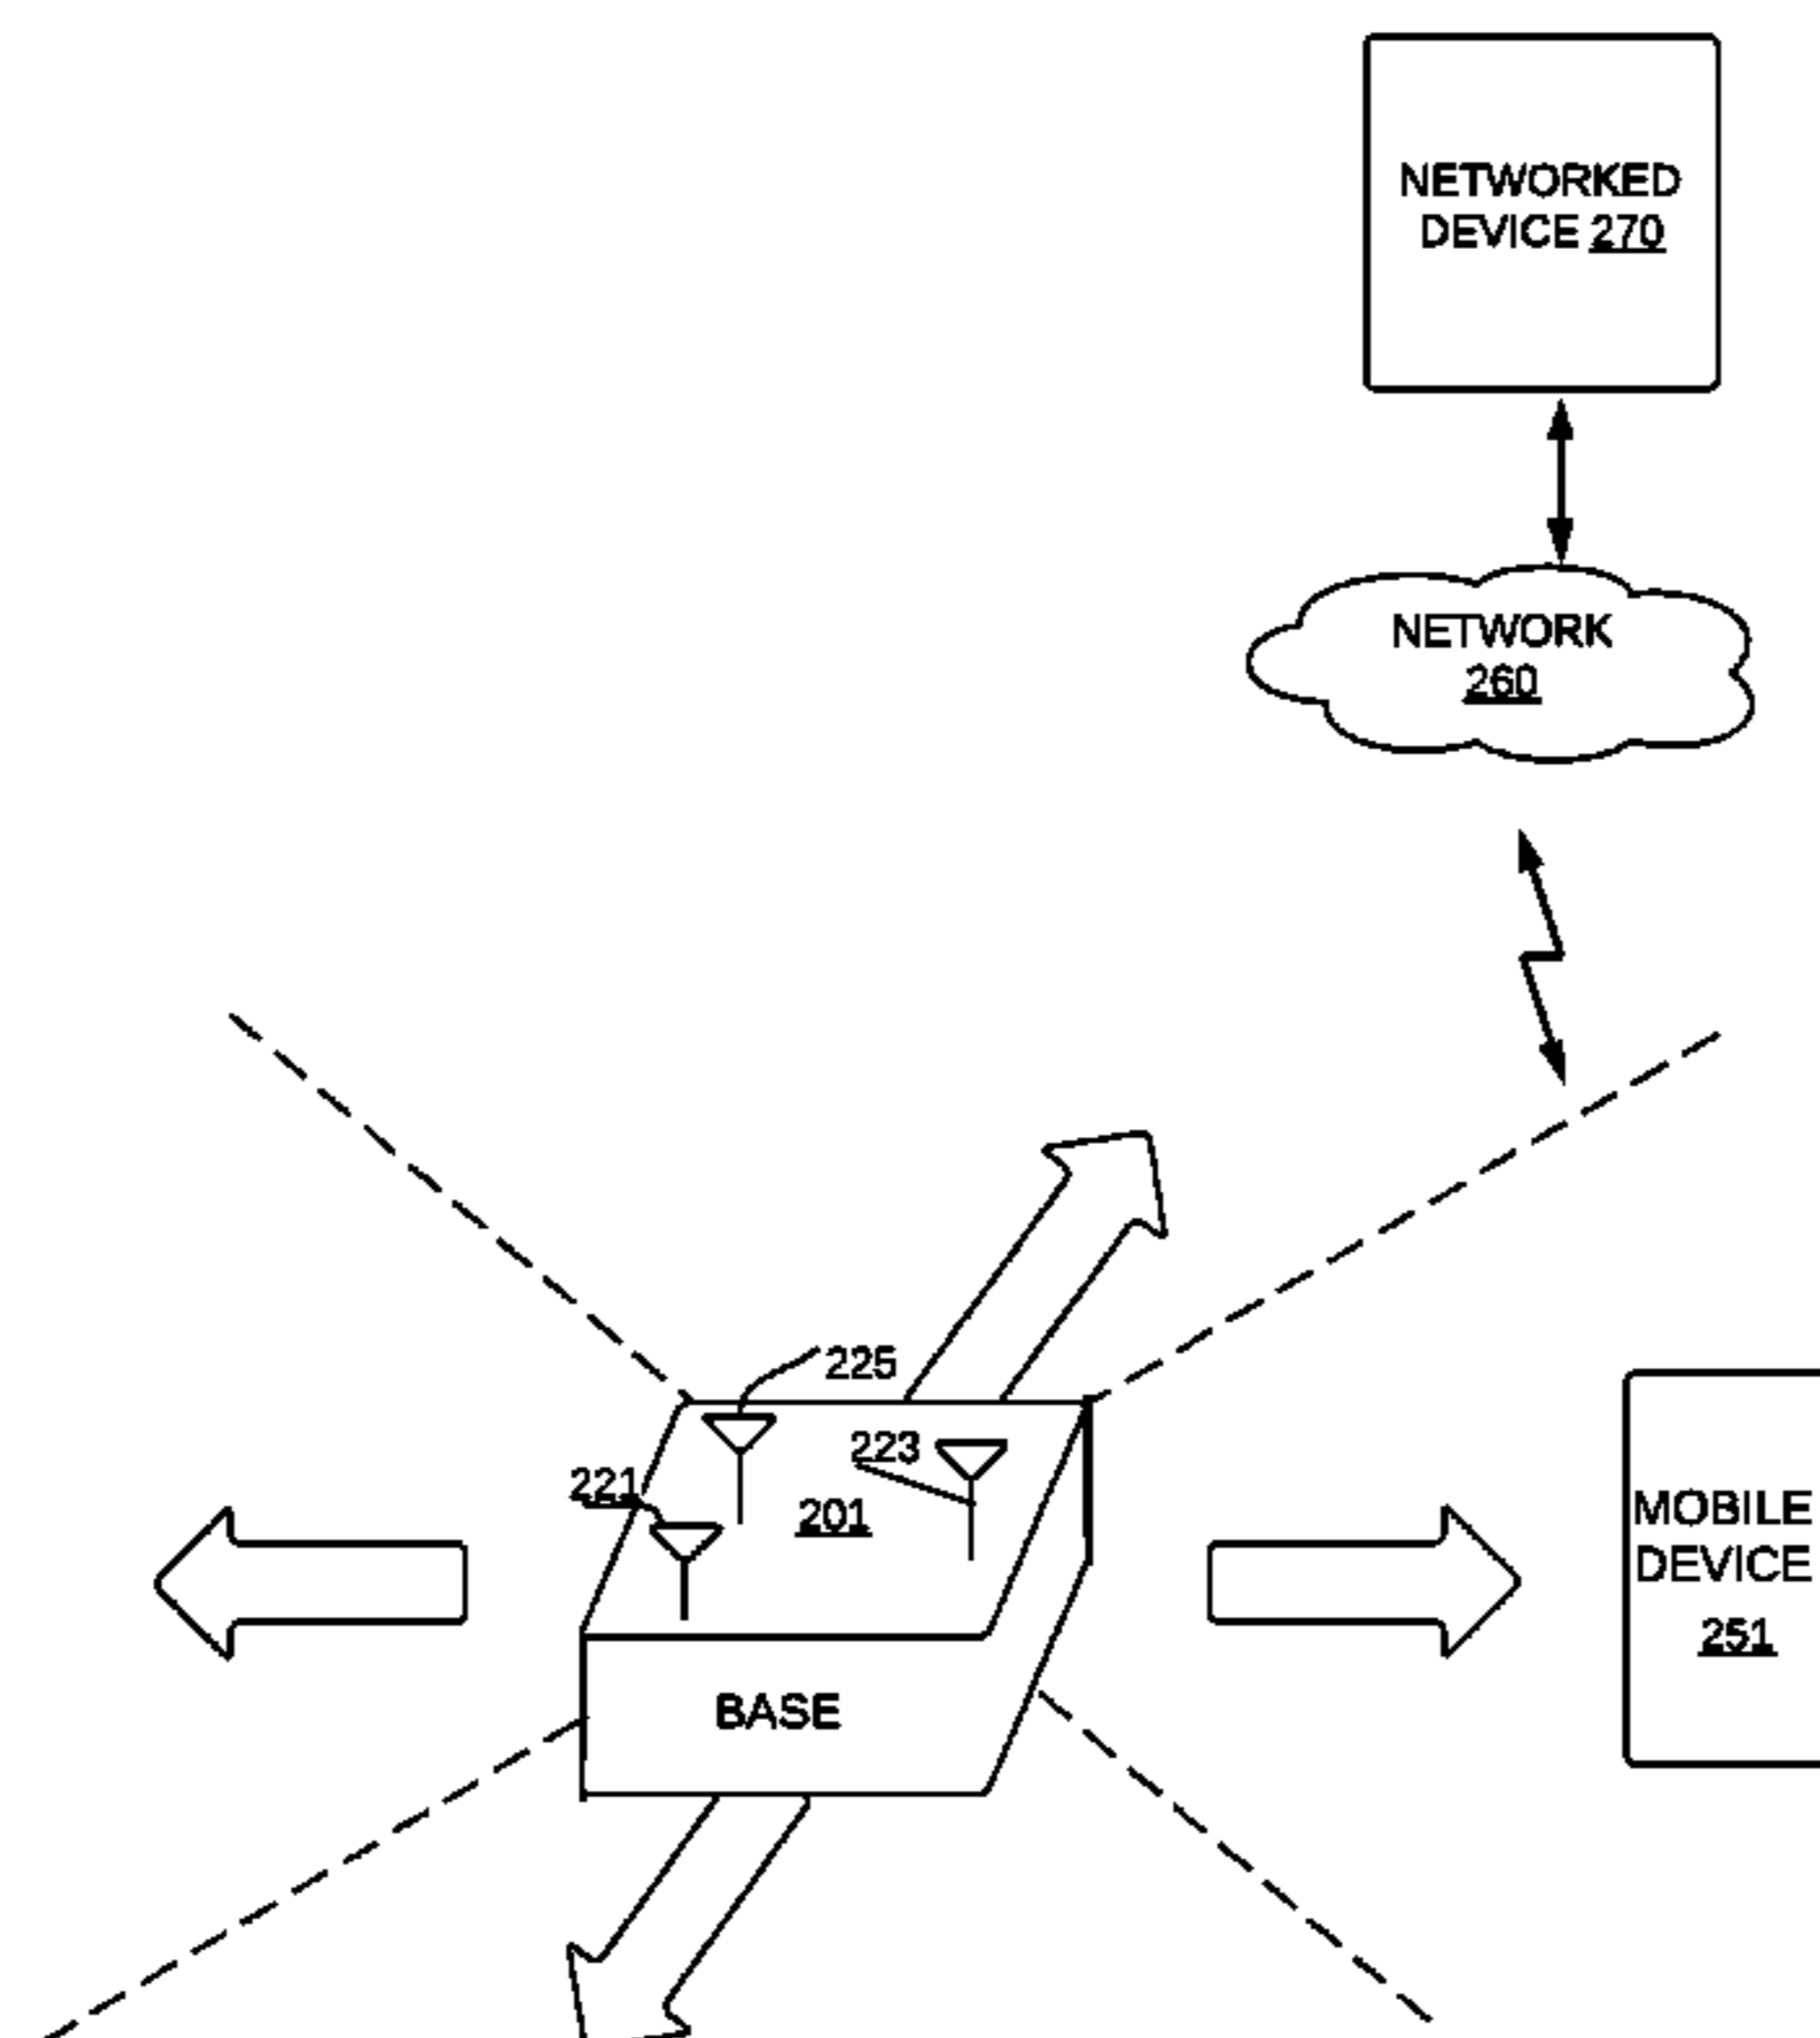 NETWORKED
DEVICE 270
NETWORK
260
225
223
221
201
MOBILE
DEVICE
251
BASE